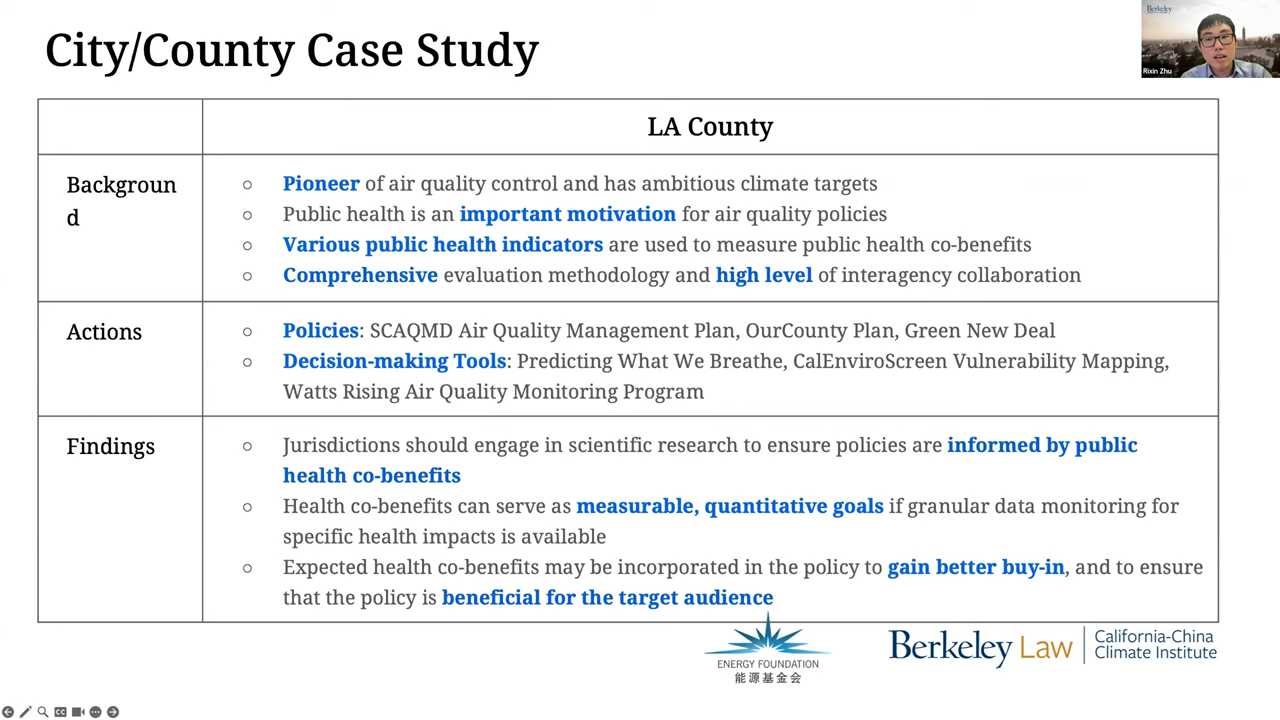 City/County Case Study
Berkeley
Rixin Zhu
LA County
Backgroun
d
○ Pioneer of air quality control and has ambitious climate targets
○ Public health is an important motivation for air quality policies
○ Various public health indicators are used to measure public health co-benefits
○ Comprehensive evaluation methodology and high level of interagency collaboration
Actions
○ Policies: SCAQMD Air Quality Management Plan, OurCounty Plan, Green New Deal
○ Decision-making Tools: Predicting What We Breathe, CalEnviroScreen Vulnerability Mapping,
Watts Rising Air Quality Monitoring Program
Findings
○ Jurisdictions should engage in scientific research to ensure policies are informed by public
health co-benefits
○ Health co-benefits can serve as measurable, quantitative goals if granular data monitoring for
specific health impacts is available
○ Expected health co-benefits may be incorporated in the policy to gain better buy-in, and to ensure
that the policy is beneficial for the target audience
ENERGY FOUNDATION
能源基金会
Berkeley Law
California-China
Climate Institute
CC